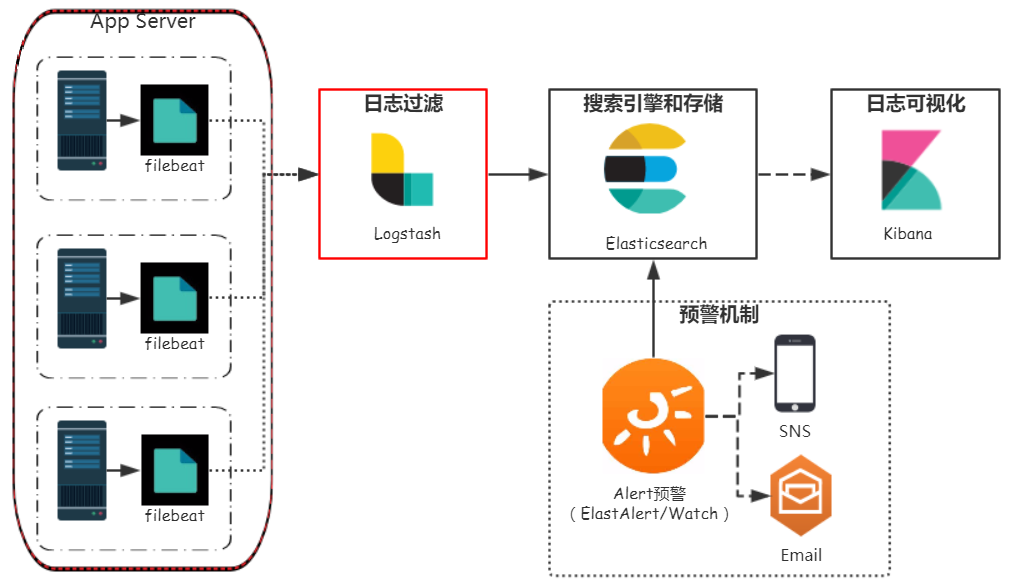 App Server
filebeat
filebeat
filebeat
日志过滤
Logstash
搜索引擎和存储
Elasticsearch
日志可视化
Kibana
预警机制
Alert预警
( ElastAlert/Watch )
SNS
Email